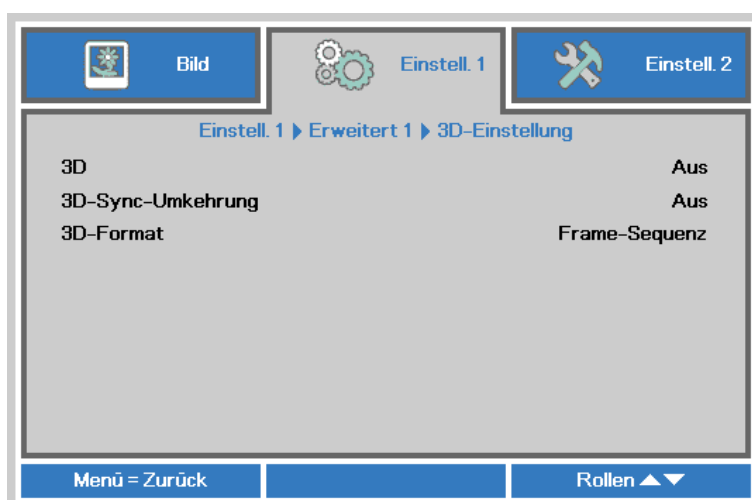 Bild
Einstell. 1
Einstell. 2
Einstell. 1 ▶ Erweitert 1 ▶ 3D-Einstellung
3D Aus
3D-Sync-Umkehrung Aus
3D-Format Frame-Sequenz
Menü = Zurück
Rollen ▲▼